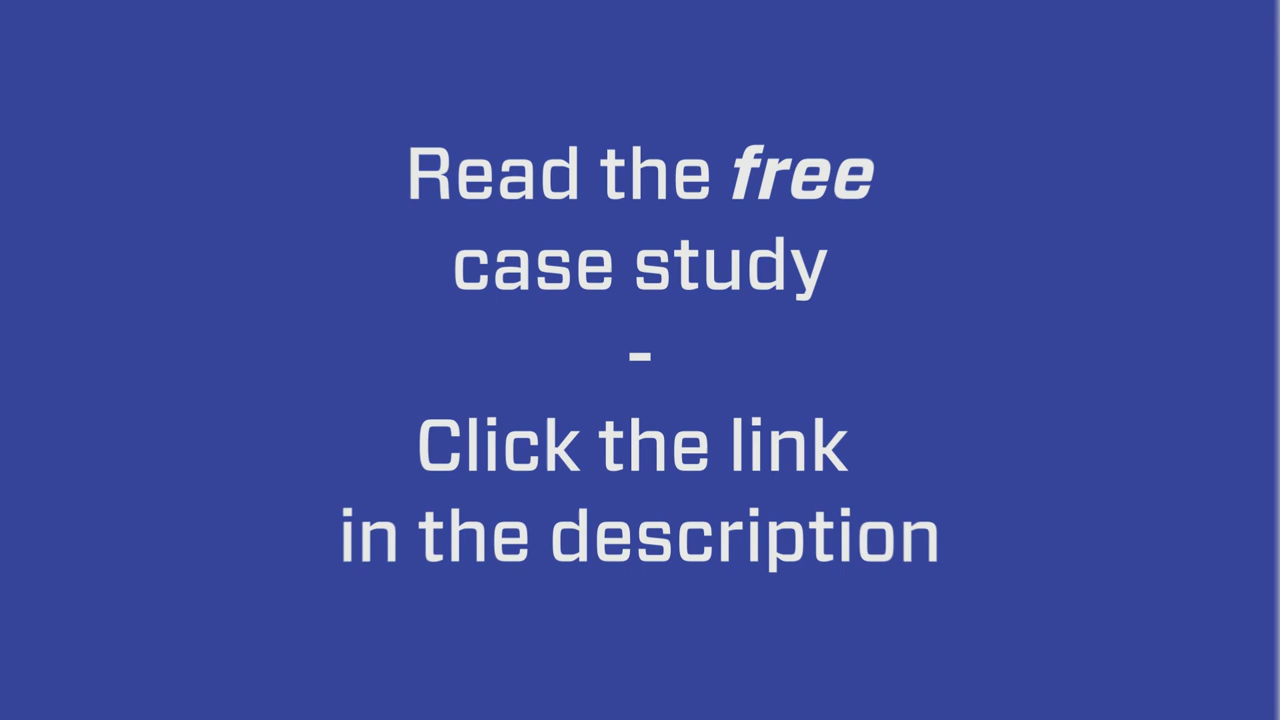 Read the free
case study
-
Click the link
in the description